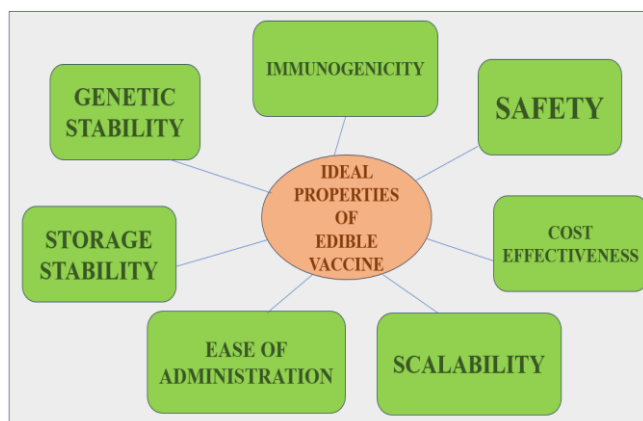 IMMUNOGENICITY
GENETIC
STABILITY
SAFETY
IDEAL
PROPERTIES
OF
EDIBLE
VACCINE
STORAGE
STABILITY
COST
EFFECTIVENESS
EASE OF
ADMINISTRATION
SCALABILITY